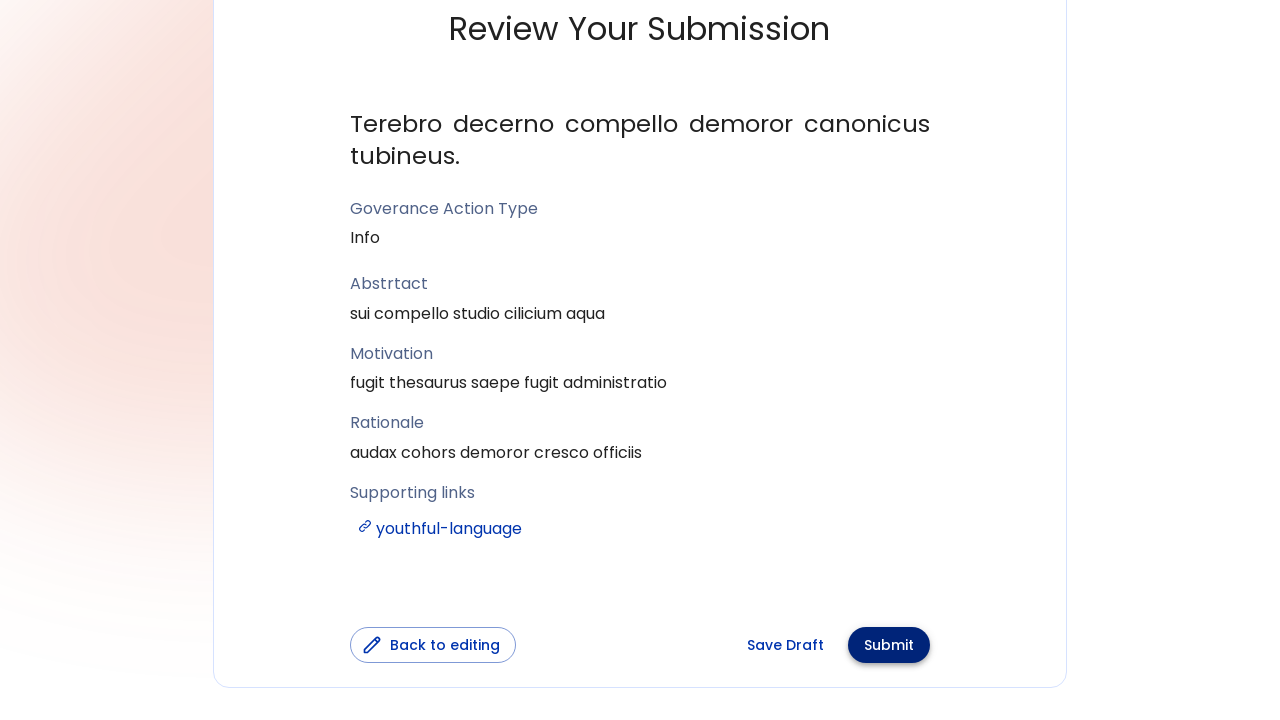 Review Your Submission
Terebro decerno compello demoror canonicus
tubineus.
Goverance Action Type
Info
Abstrtact
sui compello studio cilicium aqua
Motivation
fugit thesaurus saepe fugit administratio
Rationale
audax cohors demoror cresco officiis
Supporting links
youthful-language
Back to editing
Save Draft
Submit